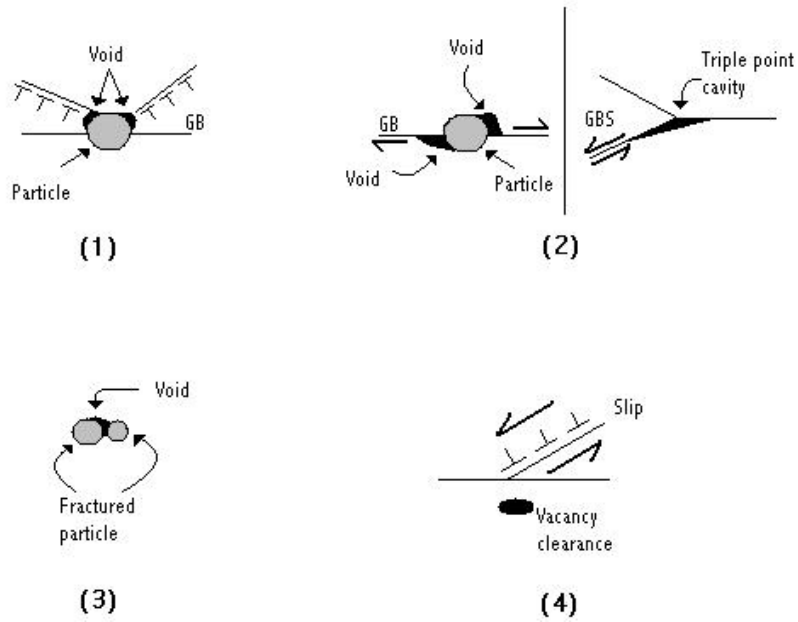 Void
GB
Particle
(1)
Void
GB
Void
Particle
Triple point
cavity
GBS
(2)
Void
Fractured
particle
(3)
Slip
Vacancy
clearance
(4)